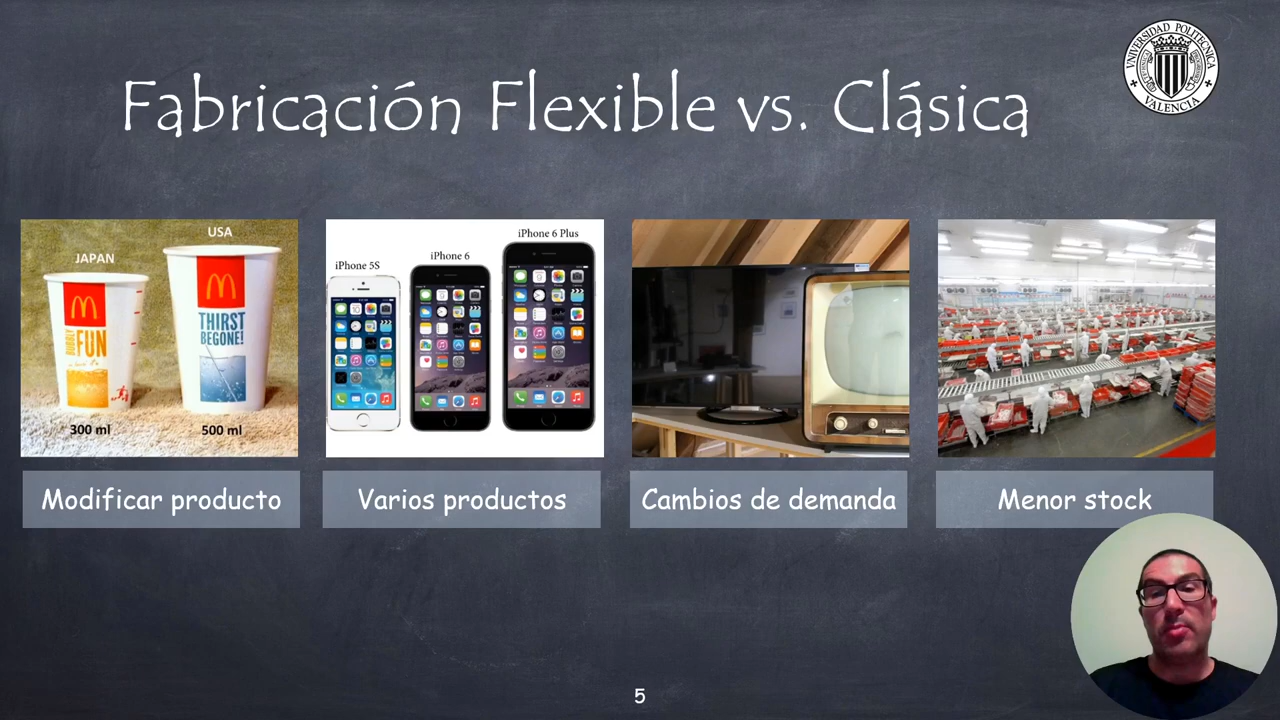 UNIVERSIDAD POLITECNICA
VALENCIA
Fabricación Flexible vs. Clásica
JAPAN
USA
FUN
THIRST
BEGONE!
300 ml
500 ml
iPhone 5S
iPhone 6
iPhone 6 Plus
Modificar producto
Varios productos
Cambios de demanda
Menor stock
5